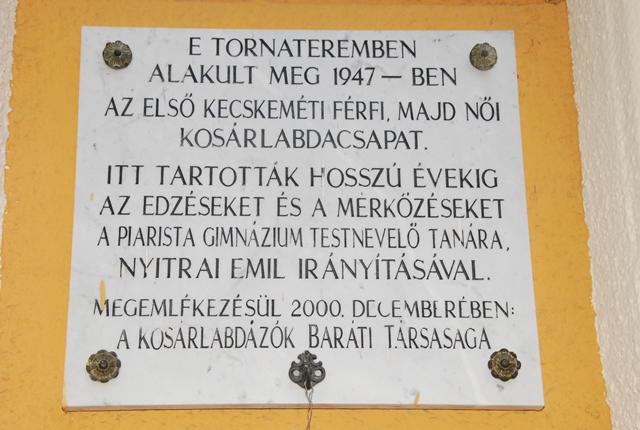 E TORNATEREMBEN
ALAKULT MEG 1947 — BEN
AZ ELSŐ KECSKEMÉTI FÉRFI, MAJD NŐI
KOSÁRLABDACSAPAT.
ITT TARTOTTÁK HOSSZÚ ÉVEKIG
AZ EDZÉSEKET ÉS A MÉRKŐZÉSEKET
A PIARISTA GIMNÁZIUM TESTNEVELŐ TANÁRA,
NYITRAI EMIL IRÁNYÍTÁSÁVAL.
MEGEMLÉKEZÉSÜL 2000. DECEMBERÉBEN:
A KOSÁRLABDÁZÓK BARÁTI TÁRSASAGA